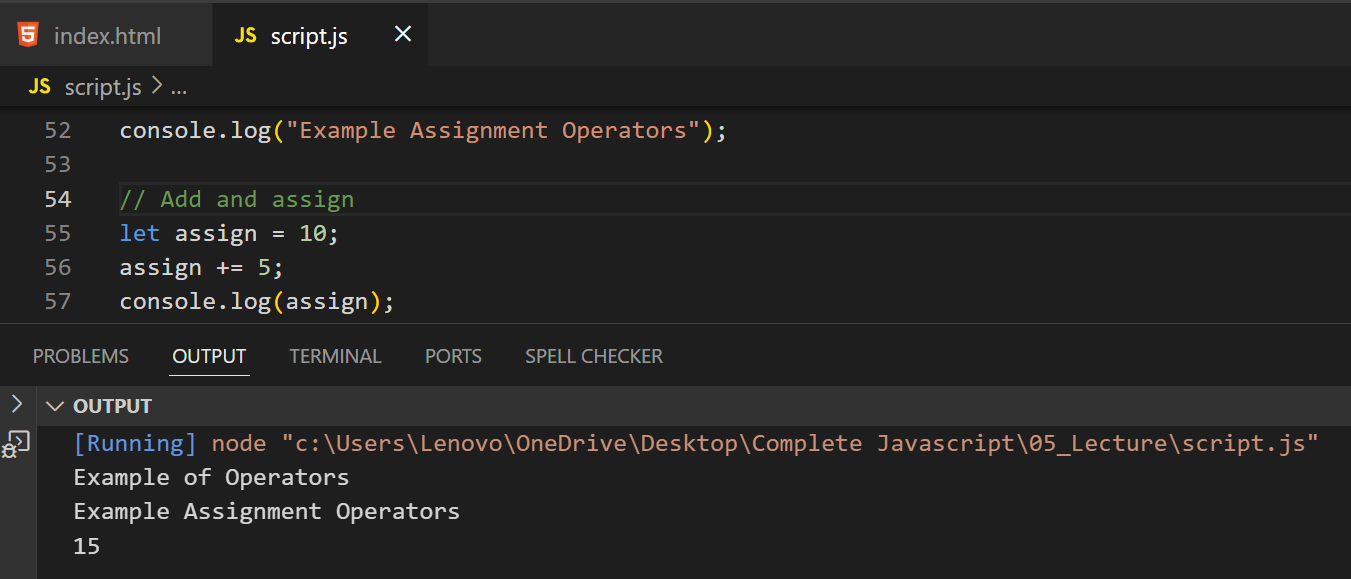 5 index.html JS script.js ×
JS script.js > ...
52 console.log("Example Assignment Operators");
53
54 // Add and assign
55 let assign = 10;
56 assign += 5;
57 console.log(assign);
PROBLEMS OUTPUT TERMINAL PORTS SPELL CHECKER
OUTPUT
[Running] node "c:\Users\Lenovo\OneDrive\Desktop\Complete Javascript\05_Lecture\script.js"
Example of Operators
Example Assignment Operators
15